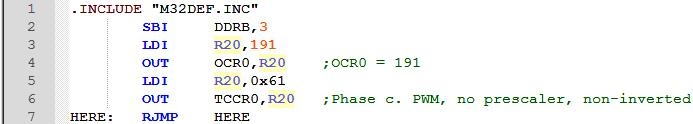 1 .INCLUDE "M32DEF.INC"
2 SBI DDRB,3
3 LDI R20,191
4 OUT OCR0,R20 ;OCR0 = 191
5 LDI R20,0x61
6 OUT TCCR0,R20 ;Phase c. PWM, no prescaler, non-inverted
7 HERE: RJMP HERE